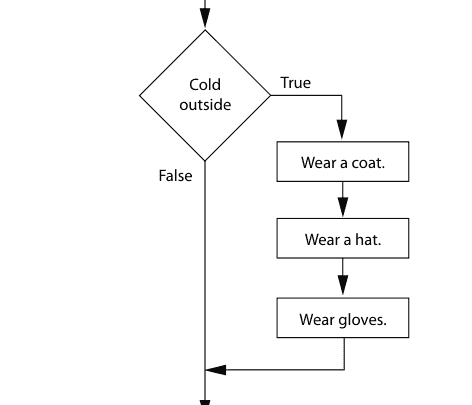 Cold
outside
True
False
Wear a coat.
Wear a hat.
Wear gloves.